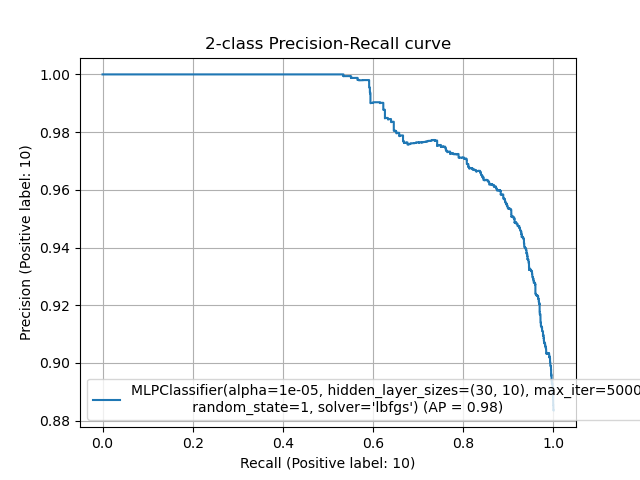 2-class Precision-Recall curve
Precision (Positive label: 10)
1.00
0.98
0.96
0.94
0.92
0.90
0.88
MLPClassifier(alpha=1e-05, hidden_layer_sizes=(30, 10), max_iter=5000
random_state=1, solver='lbfgs') (AP = 0.98)
0.0 0.2 0.4 0.6 0.8 1.0
Recall (Positive label: 10)